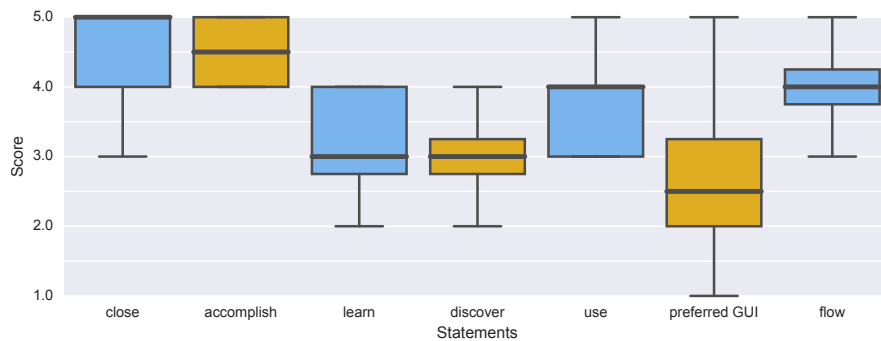 5.0
4.0
3.0
2.0
1.0
Score
close accomplish learn discover use preferred GUI flow
Statements